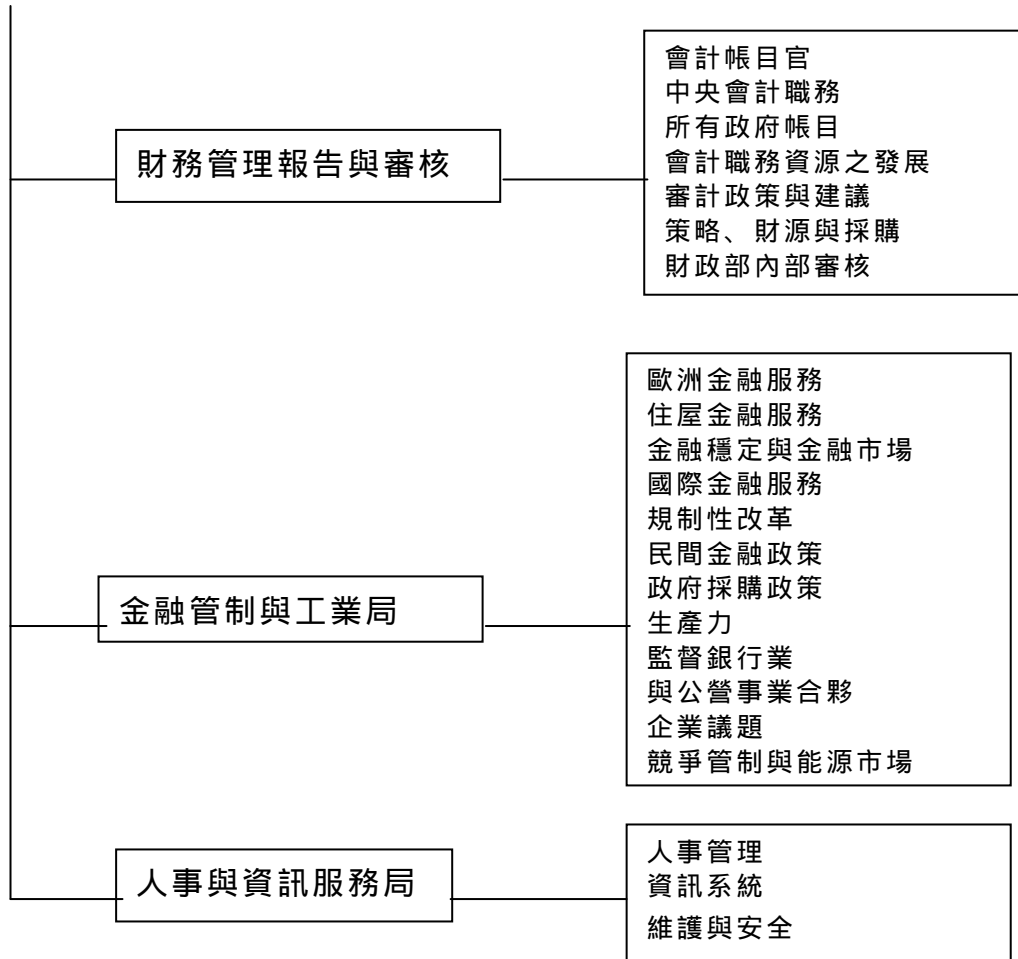 財務管理報告與審核
會計帳目官
中央會計職務
所有政府帳目
會計職務資源之發展
審計政策與建議
策略、財源與採購
財政部內部審核
金融管制與工業局
歐洲金融服務
住屋金融服務
金融穩定與金融市場
國際金融服務
規制性改革
民間金融政策
政府採購政策
生產力
監督銀行業
與公營事業合夥
企業議題
競爭管制與能源市場
人事與資訊服務局
人事管理
資訊系統
維護與安全